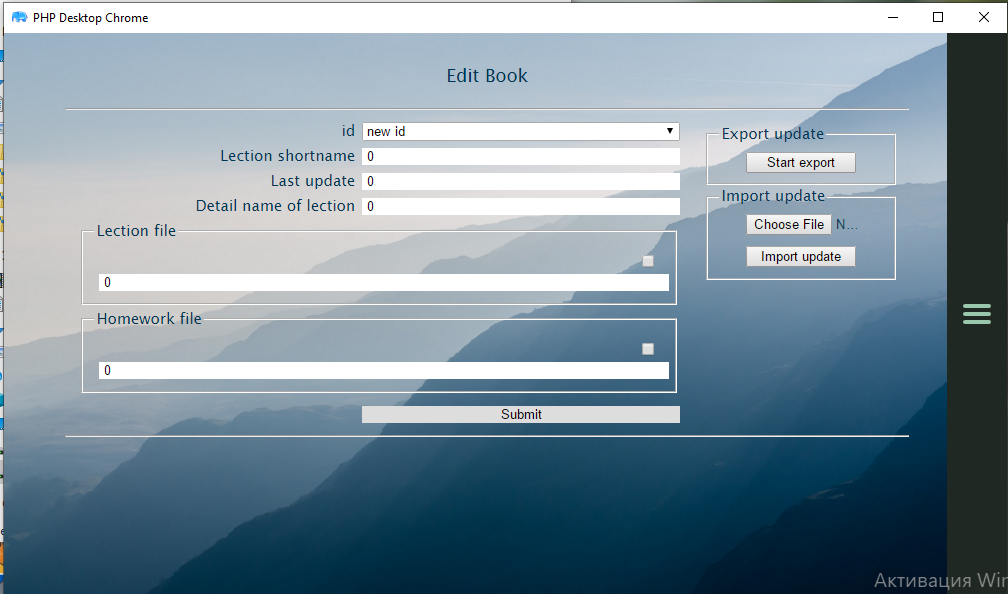 PHP Desktop Chrome
Edit Book
id new id
Lection shortname 0
Last update 0
Detail name of lection 0
Lection file
0
Homework file
0
Submit
Export update
Start export
Import update
Choose File N...
Import update
Активация Win